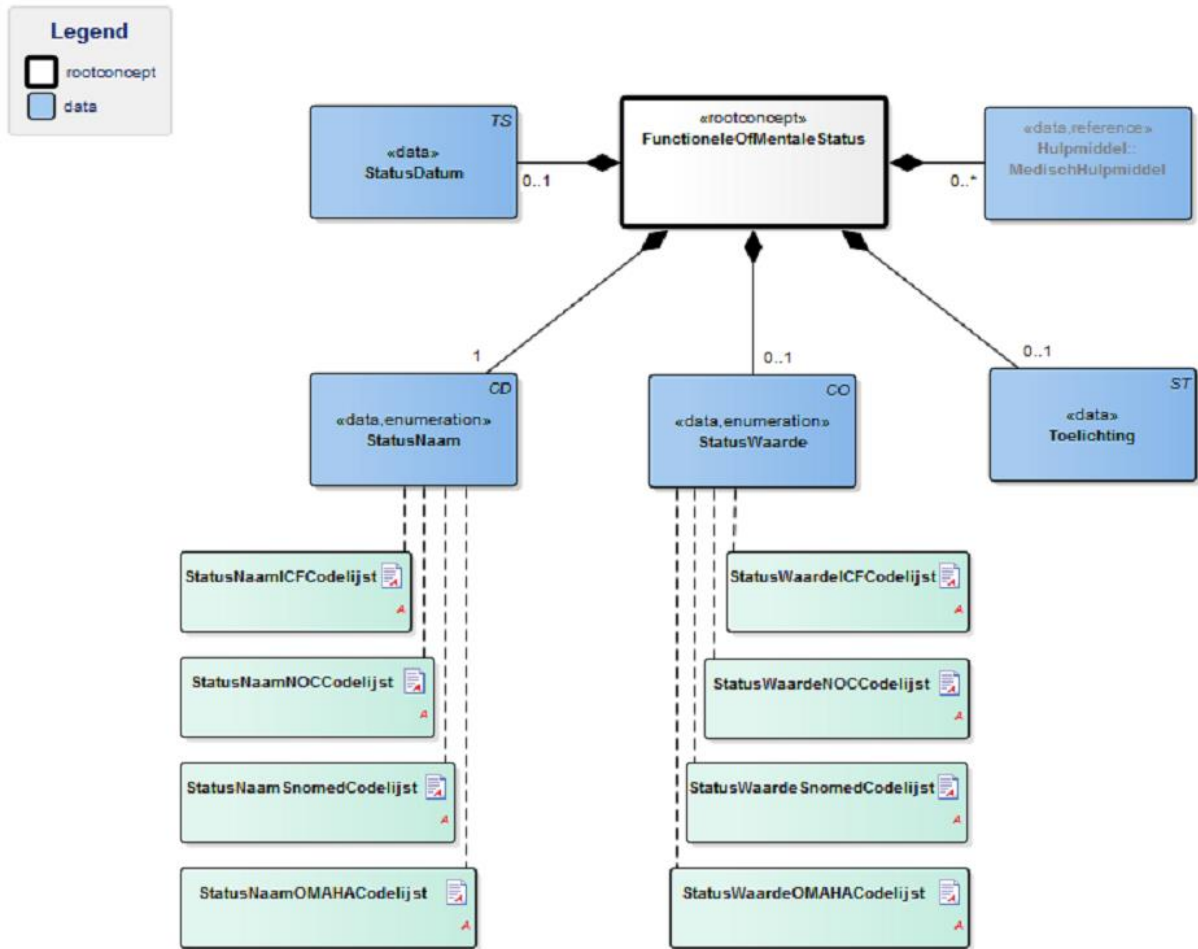 Legend
rootconcept
data
TS
«data»
StatusDatum
0..1
«rootconcept»
FunctioneleOfMentaleStatus
«data,reference»
Hulpmiddel::
MedischHulpmiddel
0..*
1
0..1
0..1
CD
«data,enumeration»
StatusNaam
CO
«data,enumeration»
StatusWaarde
ST
«data»
Toelichting
StatusNaamICFCodelijst
A
StatusWaardeICFCodelijst
A
StatusNaamNOCCodelijst
A
StatusWaardeNOCCodelijst
A
StatusNaamSnomedCodelijst
A
StatusWaardeSnomedCodelijst
A
StatusNaamOMAHACodelijst
A
StatusWaardeOMAHACodelijst
A